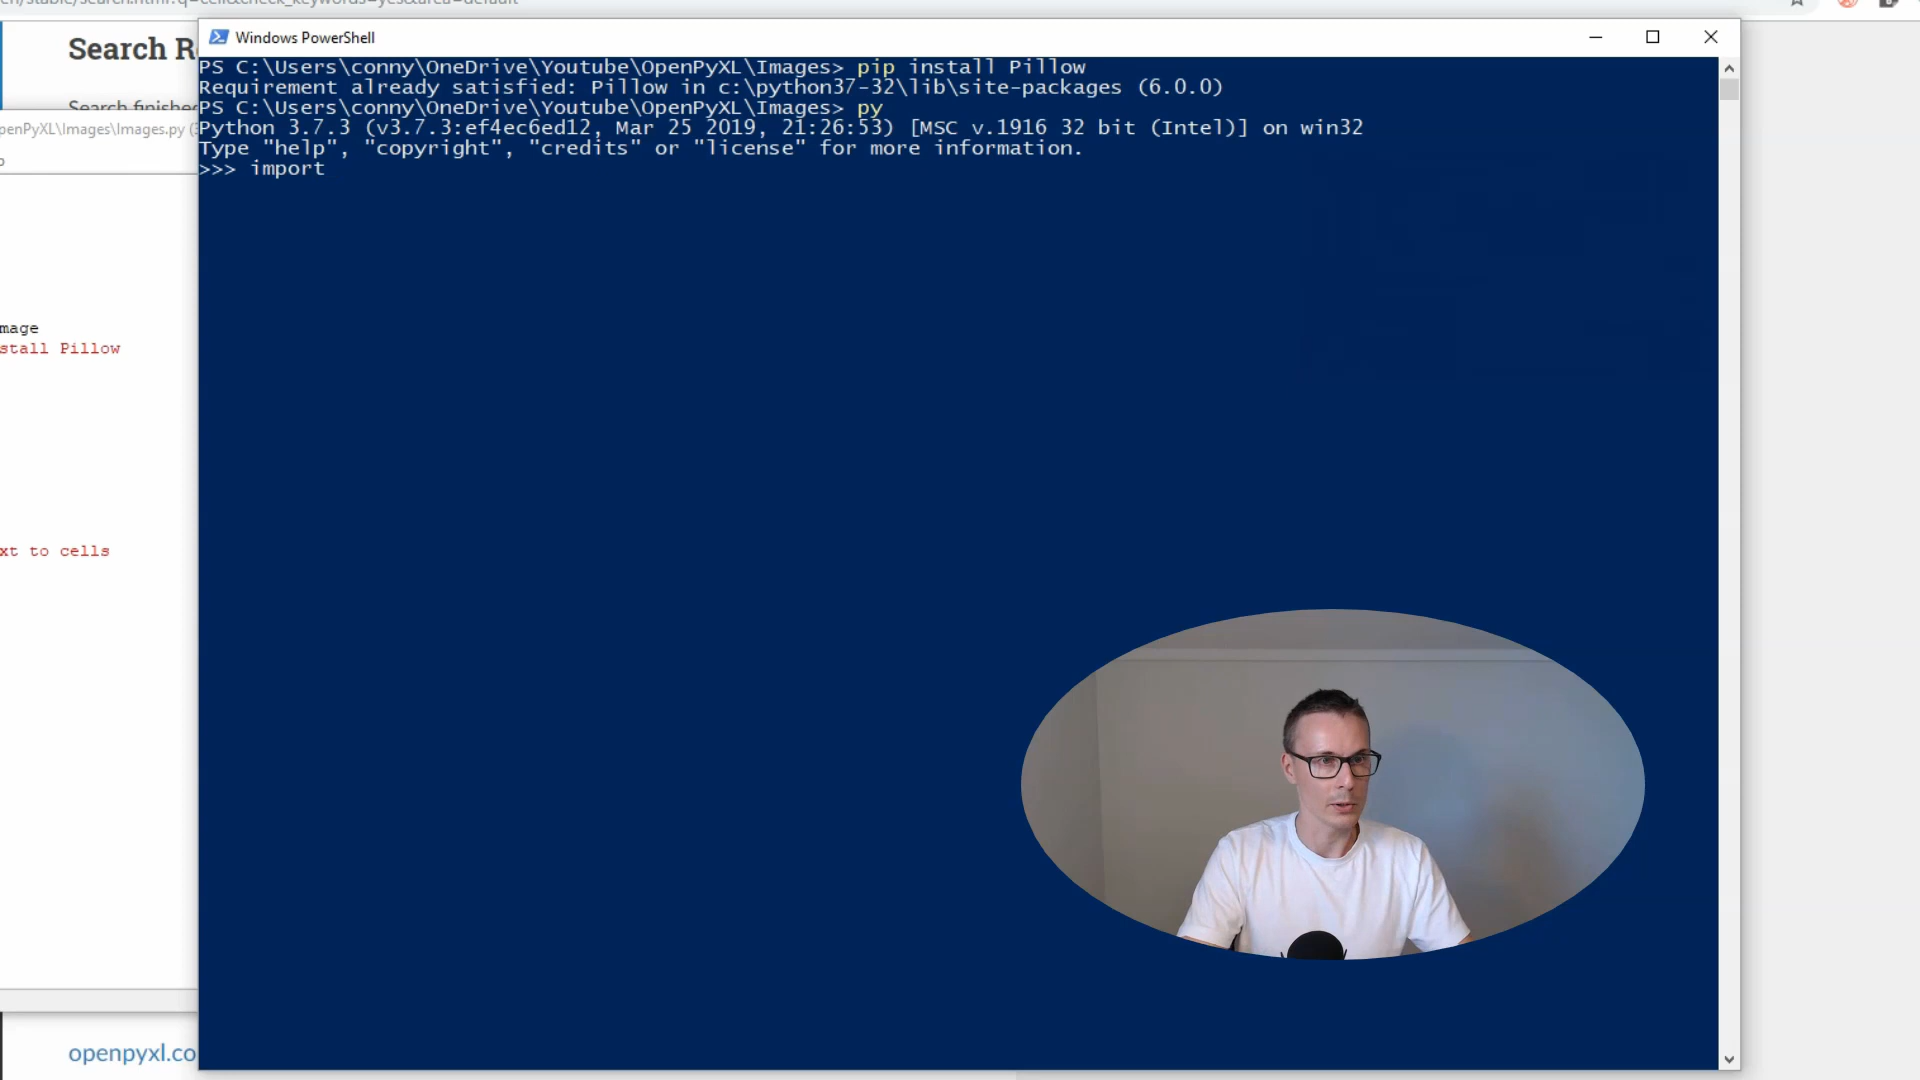 Search R
Windows PowerShell
PS C:\Users\conny\OneDrive\Youtube\OpenPyXL\Images> pip install Pillow
Requirement already satisfied: Pillow in c:\python37-32\lib\site-packages (6.0.0)
PS C:\Users\conny\OneDrive\Youtube\OpenPyXL\Images> py
Python 3.7.3 (v3.7.3:ef4ec6ed12, Mar 25 2019, 21:26:53) [MSC v.1916 32 bit (Intel)] on win32
Type "help", "copyright", "credits" or "license" for more information.
>>> import
Search finished
penPyXL\Images\Images.py (
mage
stall Pillow
xt to cells
openpyxl.co